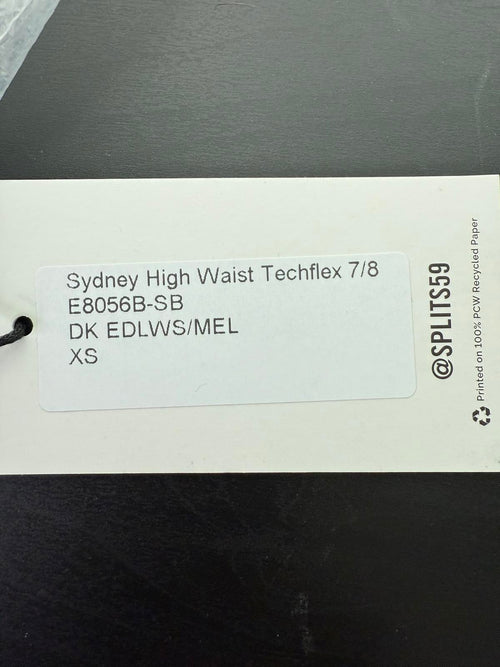 Sydney High Waist Techflex 7/8
E8056B-SB
DK EDLWS/MEL
XS
@SPLITS59
Printed on 100% PCW Recycled Paper